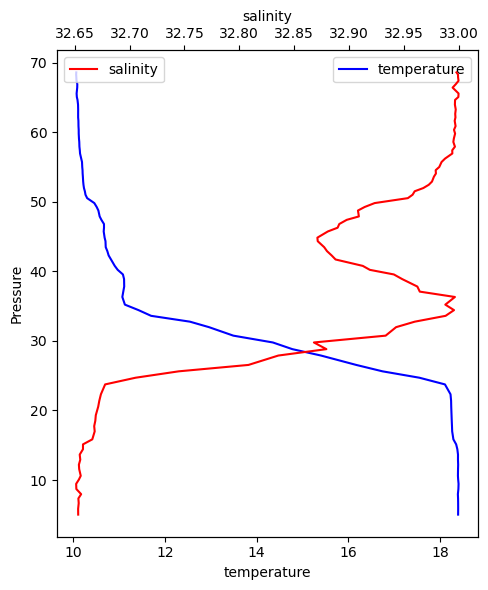 salinity
32.65 32.70 32.75 32.80 32.85 32.90 32.95 33.00
salinity
temperature
70
60
50
40
30
20
10
Pressure
10 12 14 16 18
temperature